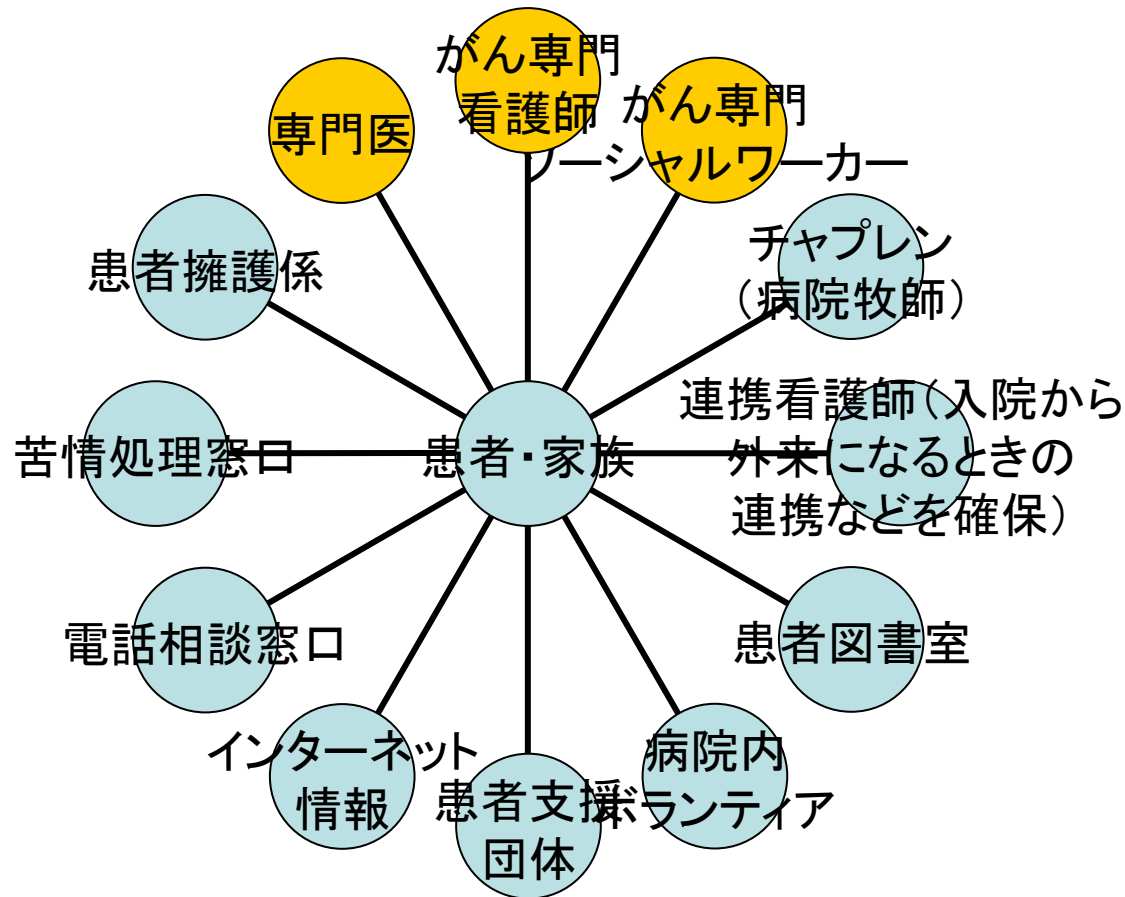 がん専門
看護師
がん専門
ソーシャルワーカー
専門医
チャプレン
（病院牧師）
患者擁護係
連携看護師（入院から
外来になるときの
連携などを確保）
苦情処理窓口
患者・家族
電話相談窓口
患者図書室
インターネット
情報
病院内
ボランティア
患者支援
団体